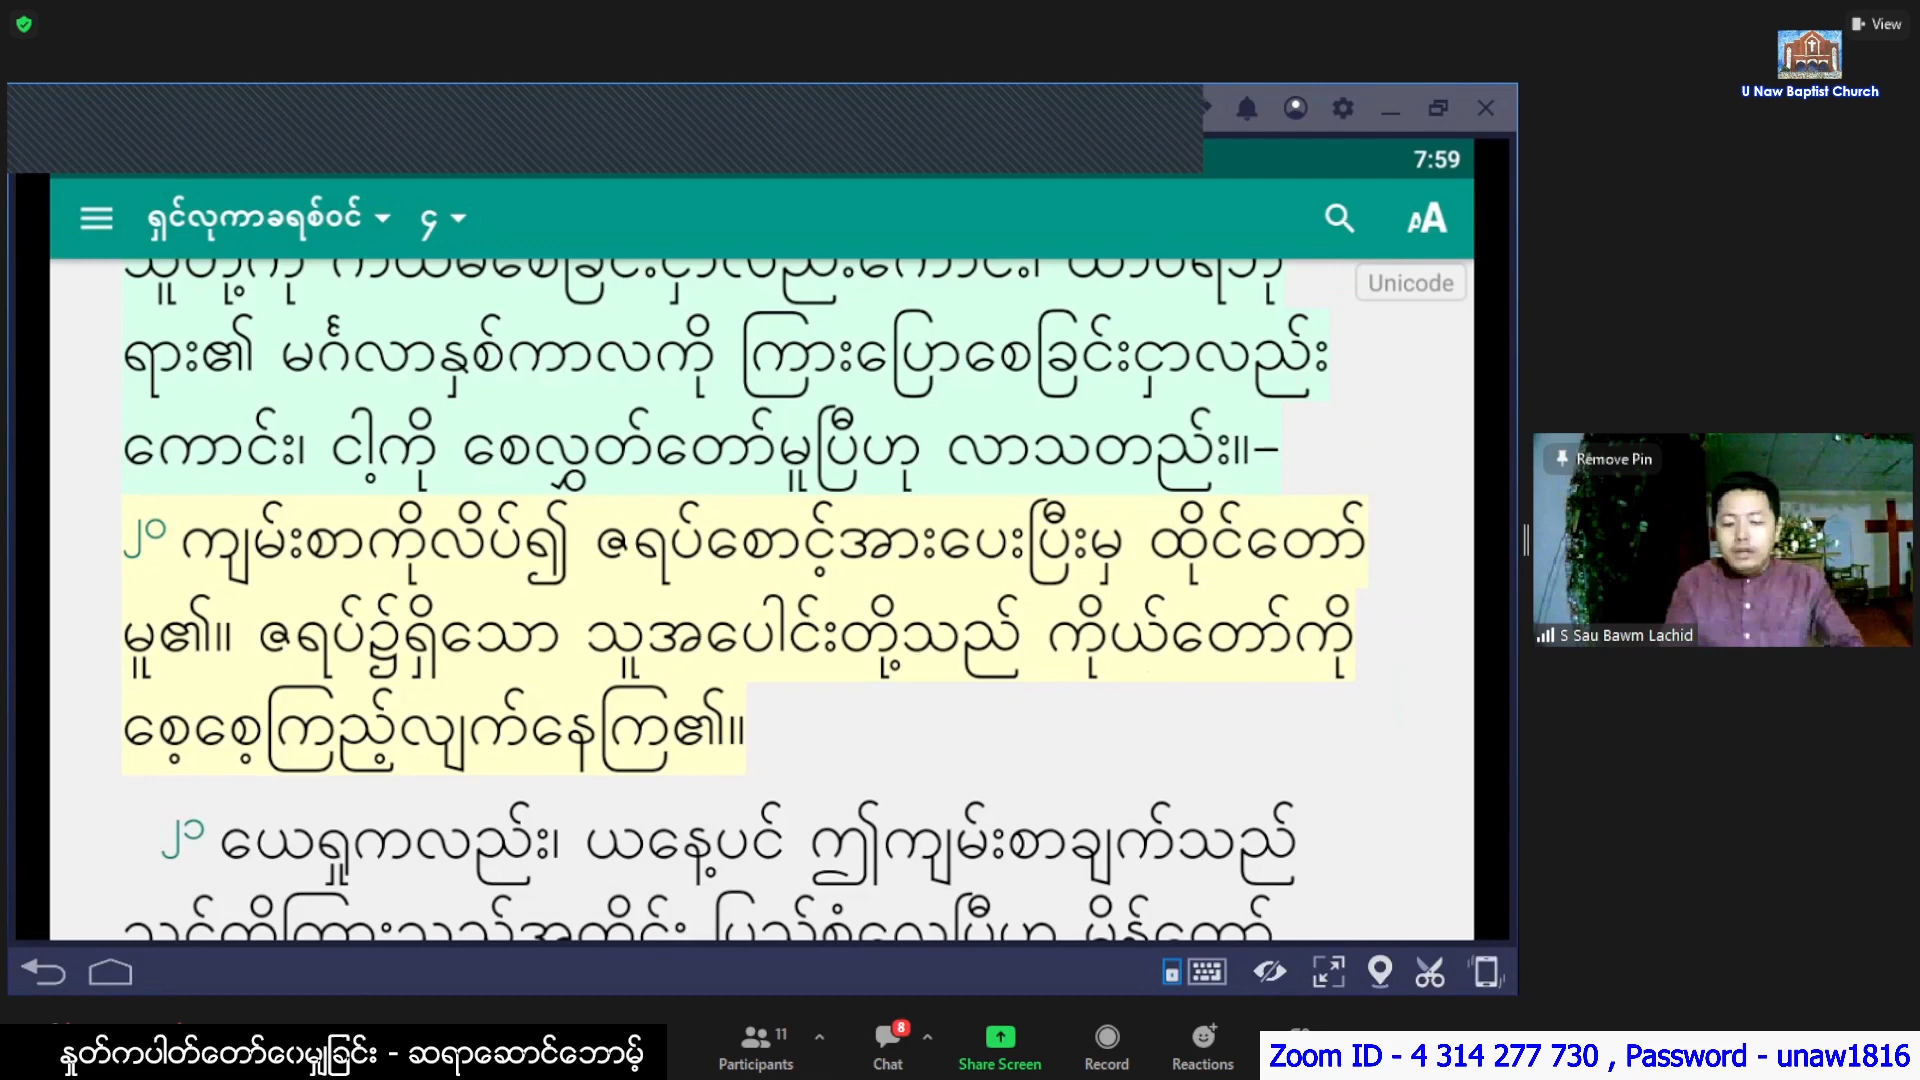 View
U Naw Baptist Church
7:59
ရှင်လုကာခရစ်ဝင် ၄
AA
Unicode
ရား၏ မင်္ဂလာနှစ်ကာလကို ကြားပြောစေခြင်းငှာလည်း
ကောင်း၊ ငါ့ကို စေလွှတ်တော်မူပြီဟု လာသတည်း။–
၂၀ ကျမ်းစာကိုလိပ်၍ ဇရပ်စောင့်အားပေးပြီးမှ ထိုင်တော်
မူ၏။ ဇရပ်၌ရှိသော သူအပေါင်းတို့သည် ကိုယ်တော်ကို
စေ့စေ့ကြည့်လျက်နေကြ၏။
၂၁ ယေရှုကလည်း၊ ယနေ့ပင် ဤကျမ်းစာချက်သည်
Remove Pin
S Sau Bawm Lachid
နှုတ်ကပါတ်တော်ဝေမျှခြင်း - ဆရာဆောင်ဘောမ့်
11
Participants
8
Chat
Share Screen
Record
Reactions
Zoom ID - 4 314 277 730 , Password - unaw1816